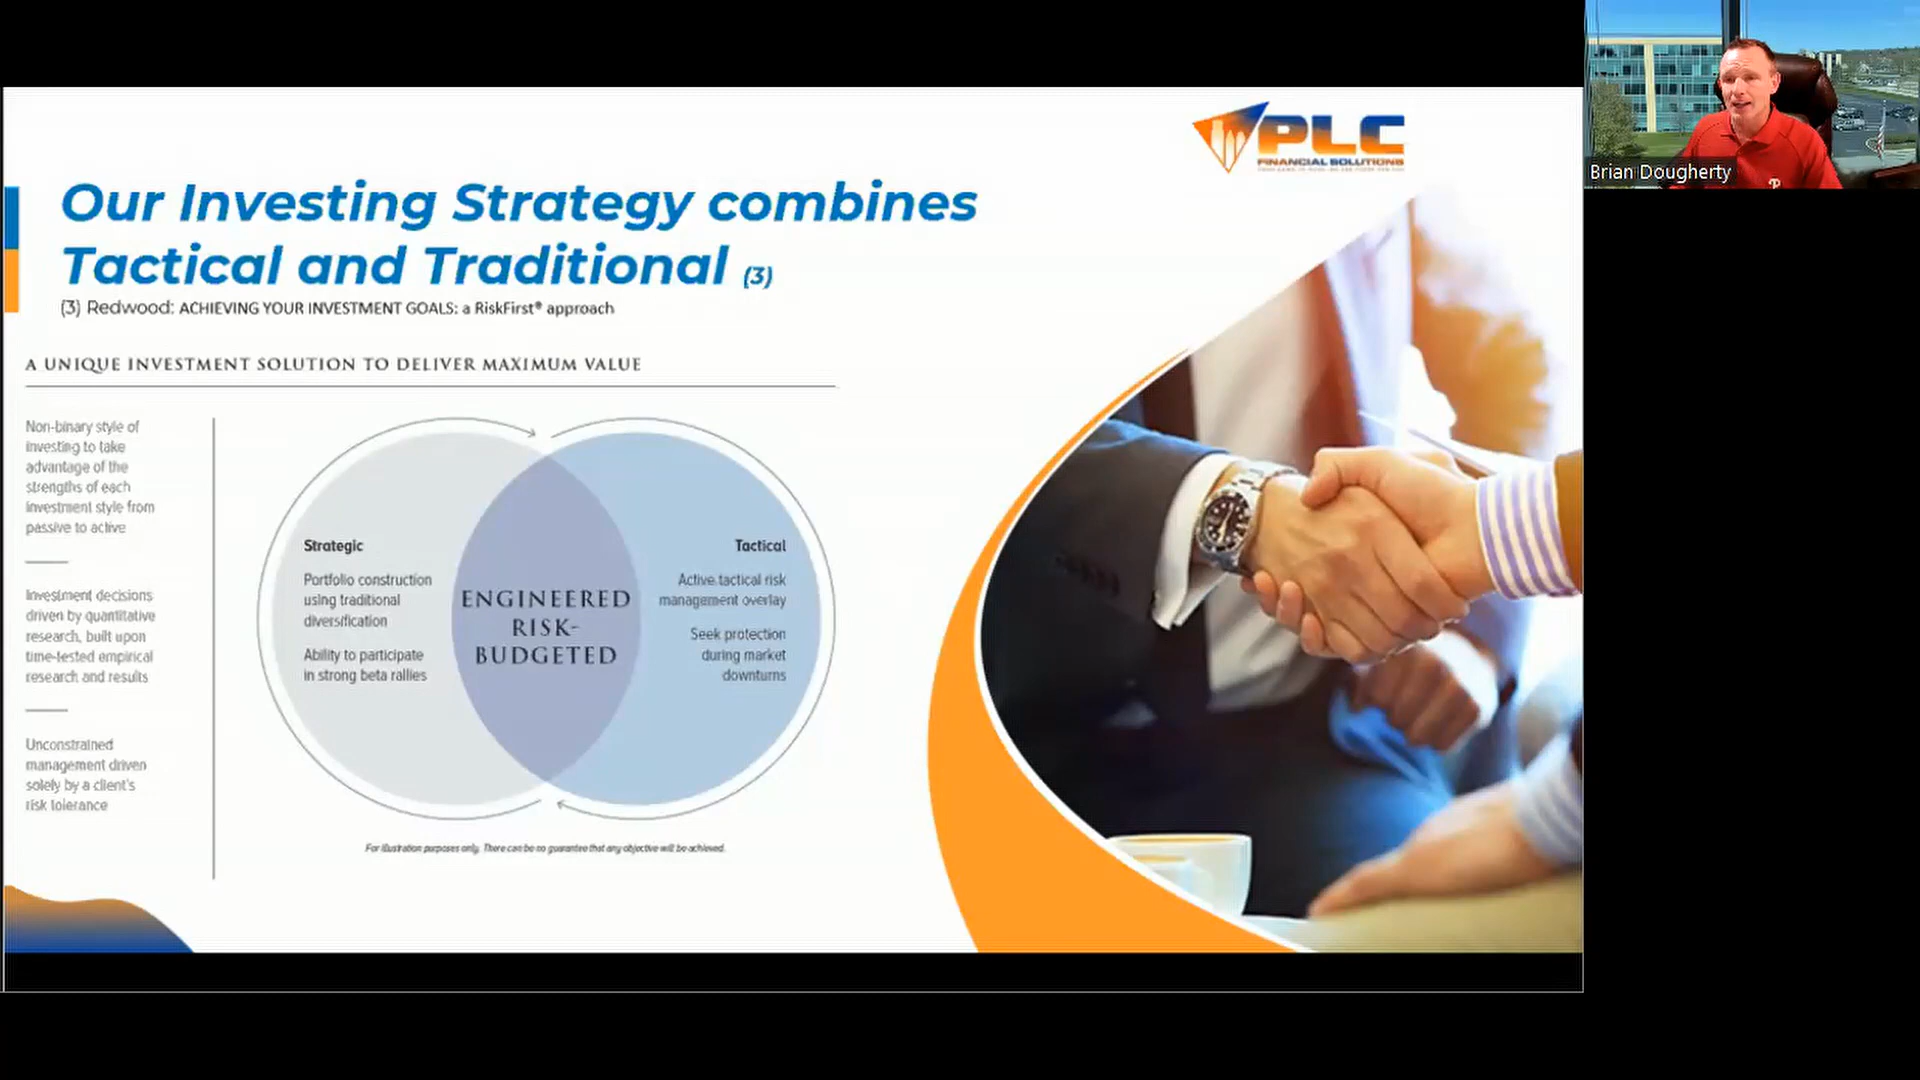 PLC
FINANCIAL SOLUTIONS
Brian Dougherty
Our Investing Strategy combines
Tactical and Traditional (3)
(3) Redwood: ACHIEVING YOUR INVESTMENT GOALS: a RiskFirst® approach
A UNIQUE INVESTMENT SOLUTION TO DELIVER MAXIMUM VALUE
Non-binary style of
investing to take
advantage of the
strengths of each
investment style from
passive to active
Investment decisions
driven by quantitative
research, built upon
time-tested empirical
research and results
Unconstrained
management driven
solely by a client's
risk tolerance
Strategic
Portfolio construction
using traditional
diversification
Ability to participate
in strong beta rallies
ENGINEERED
RISK-
BUDGETED
Tactical
Active tactical risk
management overlay
Seek protection
during market
downturns
For illustration purposes only. There can be no guarantee that any objective will be achieved.